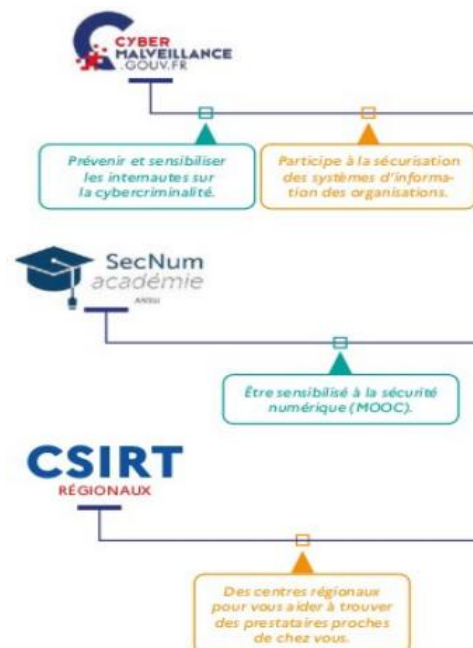 CYBER
MALVEILLANCE
.GOUV.FR
Prévenir et sensibiliser
les internautes sur
la cybercriminalité.
Participe à la sécurisation
des systèmes d'informa-
tion des organisations.
SecNum
académie
ANSSI
Être sensibilisé à la sécurité
numérique (MOOC).
CSIRT
RÉGIONAUX
Des centres régionaux
pour vous aider à trouver
des prestataires proches
de chez vous.